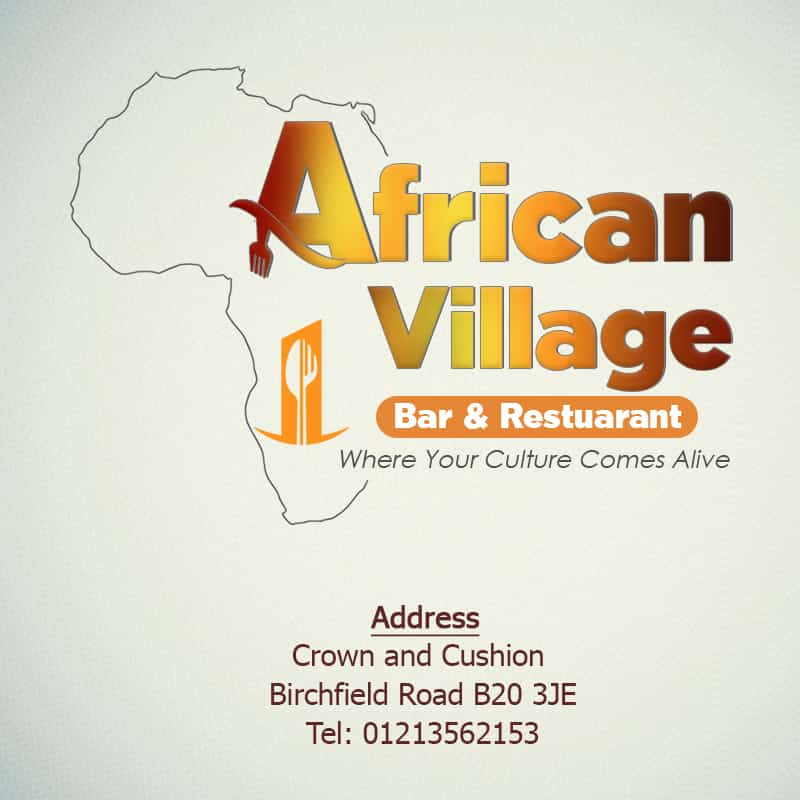 African
Village
Bar & Restuarant
Where Your Culture Comes Alive
Address
Crown and Cushion
Birchfield Road B20 3JE
Tel: 01213562153